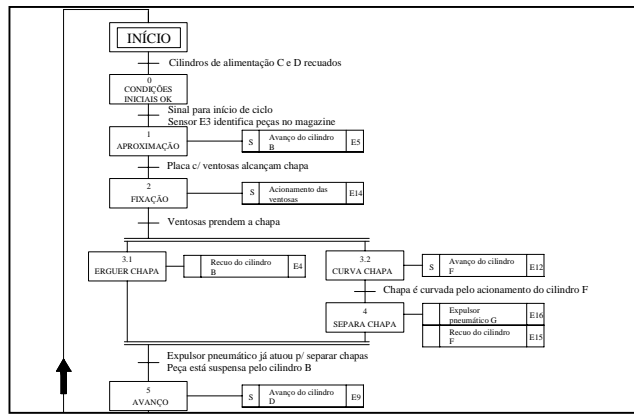 INÍCIO
Cilindros de alimentação C e D recuados
0
CONDIÇÕES
INICIAIS OK
Sinal para início de ciclo
Sensor E3 identifica peças no magazine
1
APROXIMAÇÃO
S
Avanço do cilindro
B
E5
Placa c/ ventosas alcançam chapa
2
FIXAÇÃO
S
Acionamento das
ventosas
E14
Ventosas prendem a chapa
3.1
ERGUER CHAPA
Recuo do cilindro
B
E4
3.2
CURVA CHAPA
S
Avanço do cilindro
F
E12
Chapa é curvada pelo acionamento do cilindro F
4
SEPARA CHAPA
Expulsor
pneumático G
E16
Recuo do cilindro
F
E15
Expulsor pneumático já atuou p/ separar chapas
Peça está suspensa pelo cilindro B
5
AVANÇO
S
Avanço do cilindro
D
E9